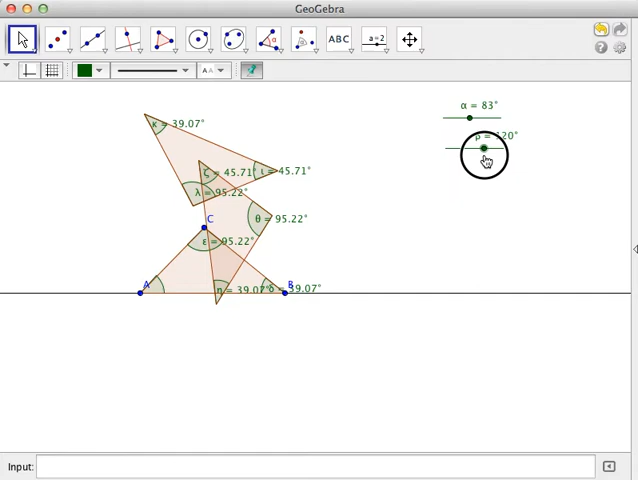 GeoGebra
ABC
a=2
A A
α = 83°
= 120°
κ = 39.07°
ζ = 45.71°
ι = 45.71°
λ = 95.22°
θ = 95.22°
C
ε = 95.22°
A
B
η = 39.07°
δ = 39.07°
Input: